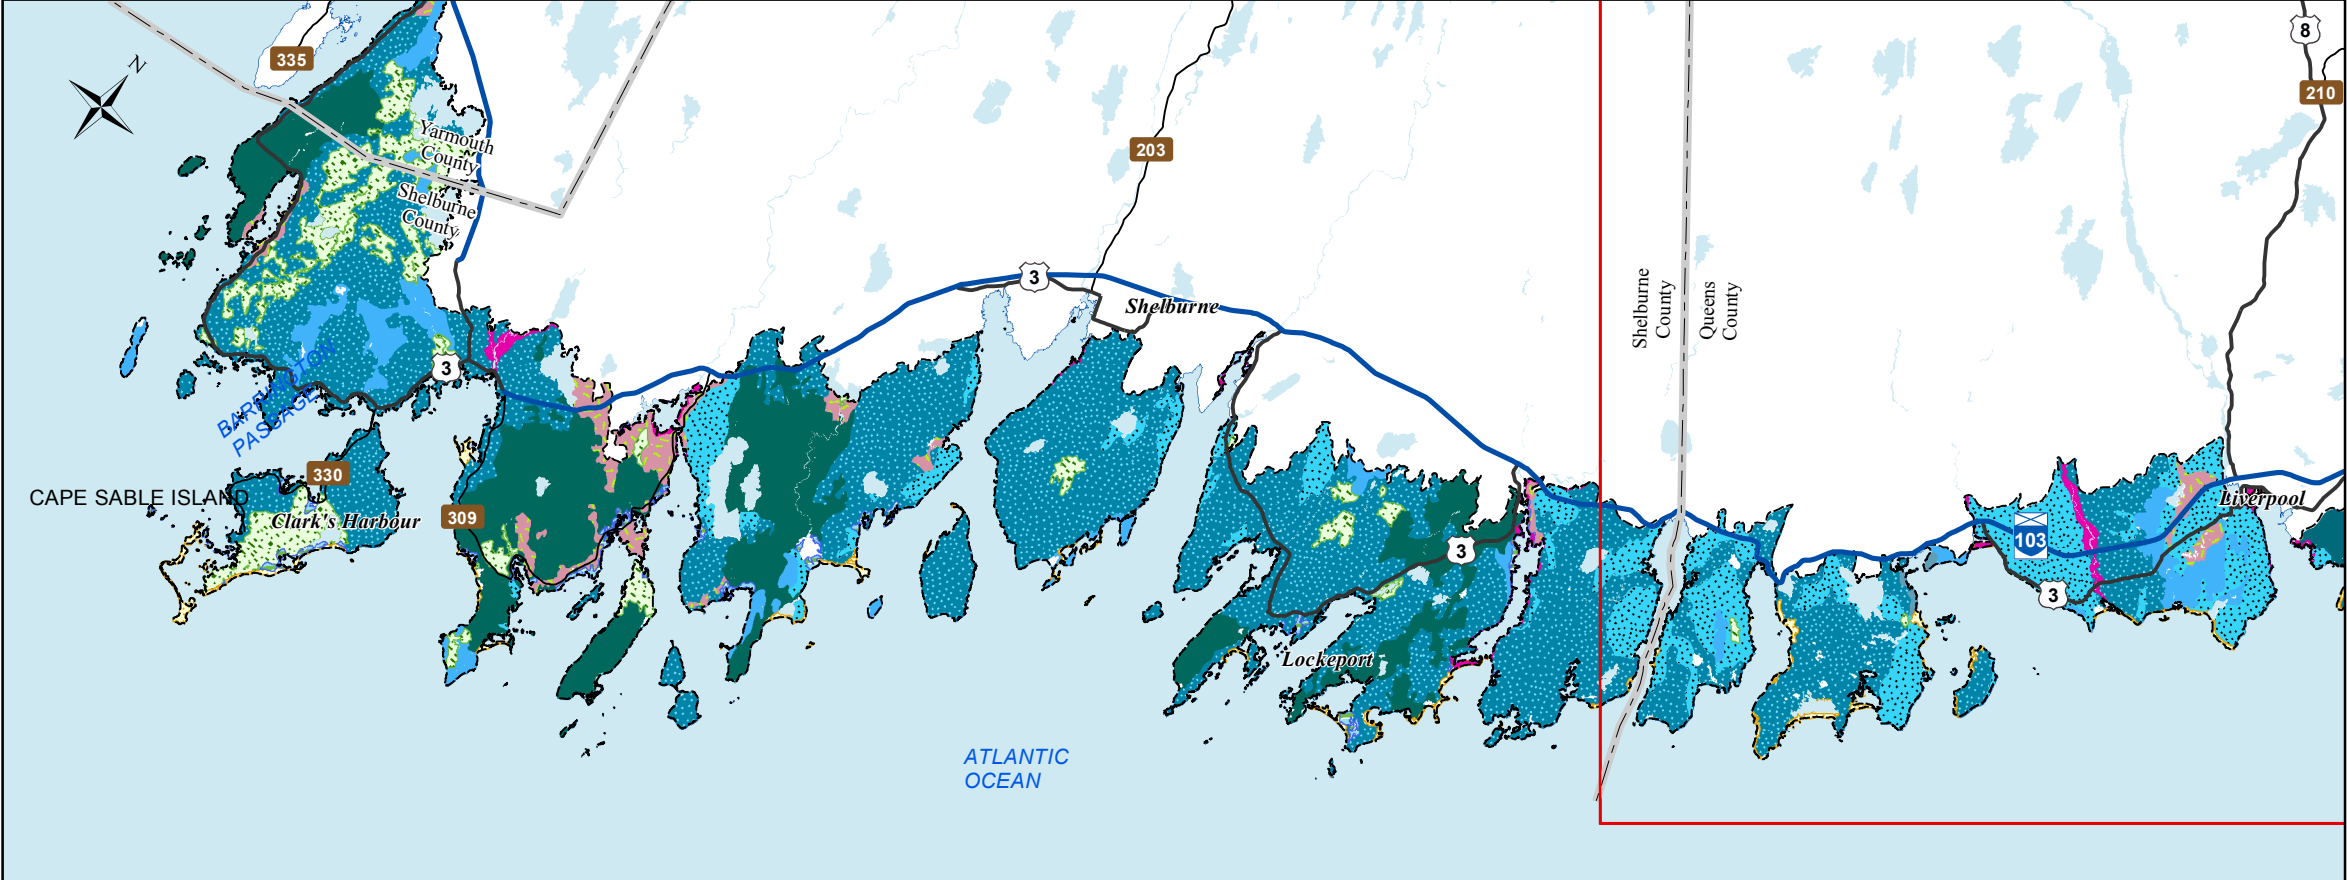 N
335
8
210
Yarmouth
County
Shelburne
County
203
3
Shelburne
Shelburne
County
Queens
County
3
BARRINGTON
PASSAGE
330
CAPE SABLE ISLAND
Clark's Harbour
309
3
Liverpool
103
3
Lockeport
ATLANTIC
OCEAN